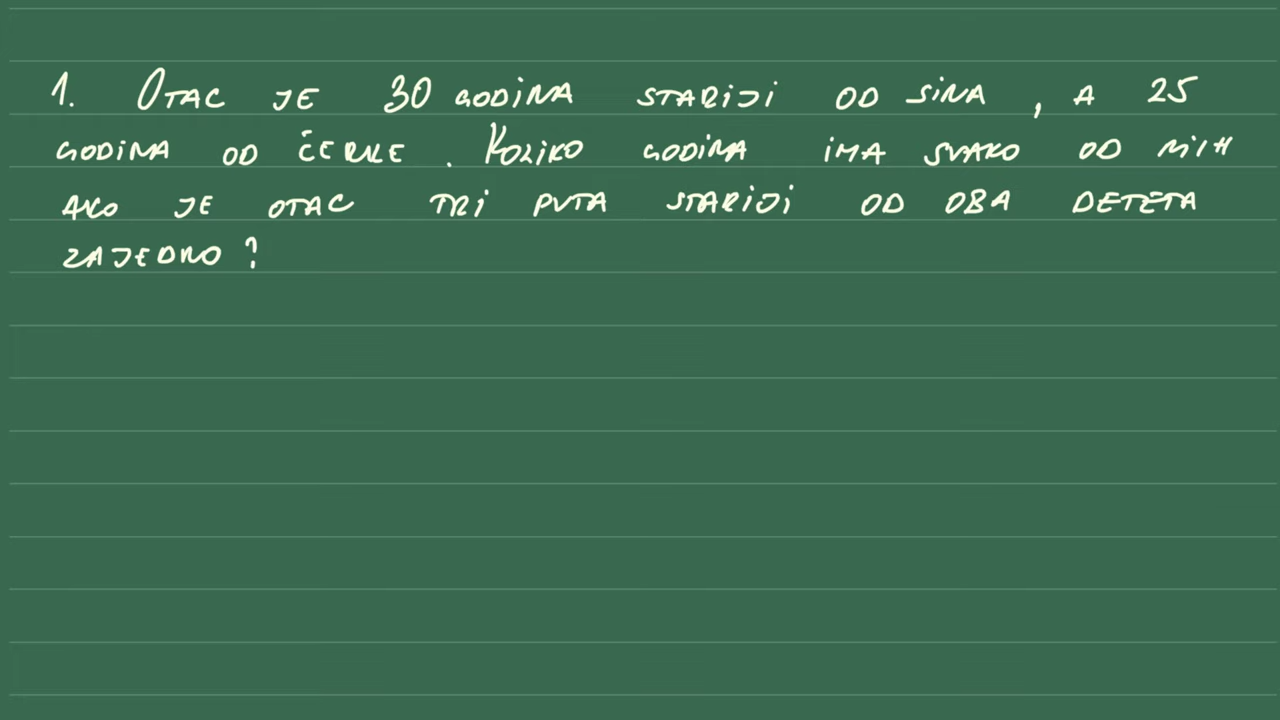 1. OTAC JE 30 GODINA STARIJI OD SINA, A 25
GODINA OD ĆERKE. KOLIKO GODINA IMA SVAKO OD NJIH
AKO JE OTAC TRI PUTA STARIJI OD OBA DETETA
ZAJEDNO?